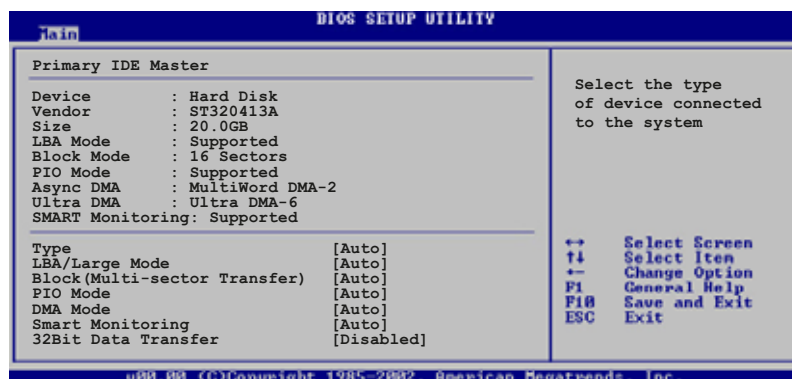 BIOS SETUP UTILITY
Main
Primary IDE Master
Device : Hard Disk
Vendor : ST320413A
Size : 20.0GB
LBA Mode : Supported
Block Mode : 16 Sectors
PIO Mode : Supported
Async DMA : MultiWord DMA-2
Ultra DMA : Ultra DMA-6
SMART Monitoring: Supported
Type [Auto]
LBA/Large Mode [Auto]
Block(Multi-sector Transfer) [Auto]
PIO Mode [Auto]
DMA Mode [Auto]
Smart Monitoring [Auto]
32Bit Data Transfer [Disabled]
Select the type
of device connected
to the system
↔ Select Screen
↑↓ Select Item
+- Change Option
F1 General Help
F10 Save and Exit
ESC Exit
v00.00 (C)Copyright 1985-2002, American Megatrends, Inc.